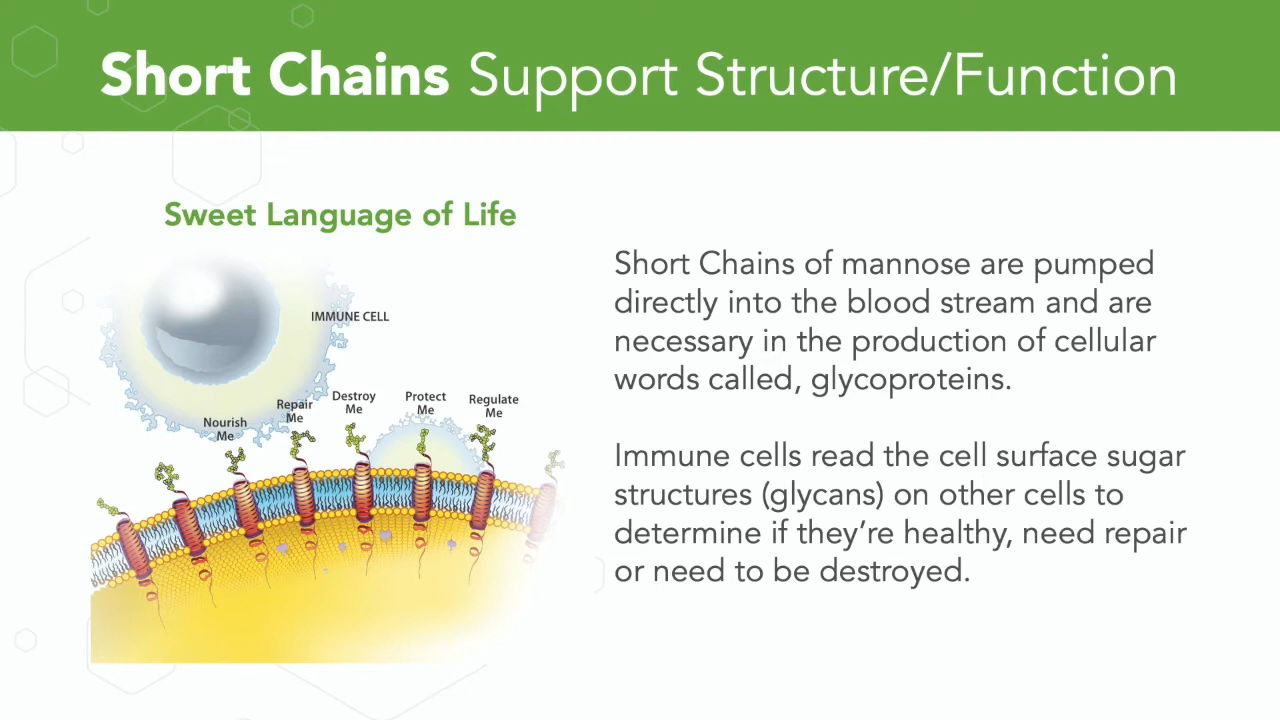 Short Chains Support Structure/Function
Sweet Language of Life
IMMUNE CELL
Nourish
Me
Repair
Me
Destroy
Me
Protect
Me
Regulate
Me
Short Chains of mannose are pumped
directly into the blood stream and are
necessary in the production of cellular
words called, glycoproteins.
Immune cells read the cell surface sugar
structures (glycans) on other cells to
determine if they’re healthy, need repair
or need to be destroyed.